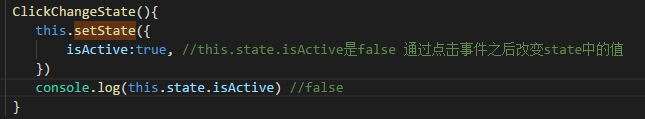 ClickChangeState(){
this.setState({
isActive:true, //this.state.isActive是false 通过点击事件之后改变state中的值
})
console.log(this.state.isActive) //false
}